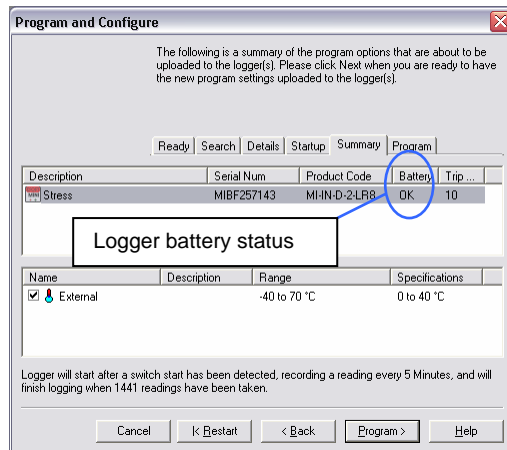 Program and Configure
The following is a summary of the program options that are about to be
uploaded to the logger(s). Please click Next when you are ready to have
the new program settings uploaded to the logger(s).
Ready Search Details Startup Summary Program
Description Serial Num Product Code Battery Trip ...
Stress MIBF257143 MI-IN-D-2-LR8 OK 10
Logger battery status
Name Description Range Specifications
External -40 to 70 °C 0 to 40 °C
Logger will start after a switch start has been detected, recording a reading every 5 Minutes, and will
finish logging when 1441 readings have been taken.
Cancel |< Restart < Back Program > Help